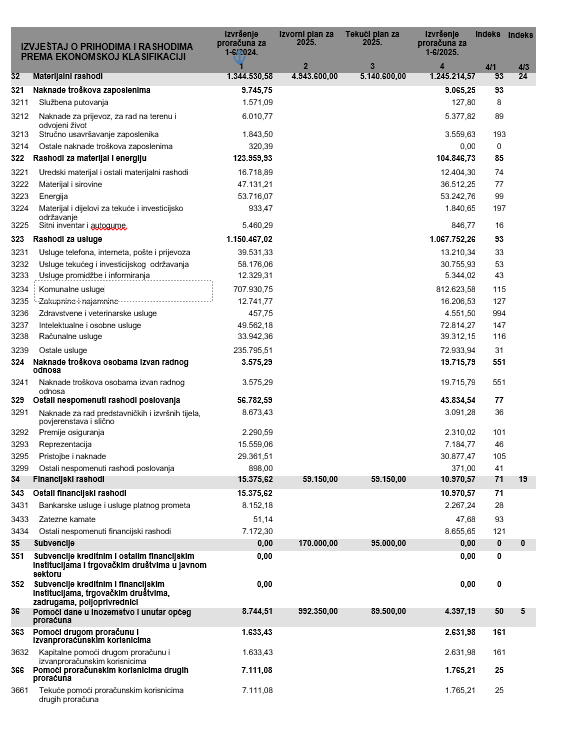 IZVJEŠTAJ O PRIHODIMA I RASHODIMA PREMA EKONOMSKOJ KLASIFIKACIJI | Izvršenje proračuna za 1-6/2024. | Izvorni plan za 2025. | Tekući plan za 2025. | Izvršenje proračuna za 1-6/2025. | Indeks | Indeks
1 2 3 4 4/1 4/3
32 Materijalni rashodi 1.344.530,58 4.943.600,00 5.140.600,00 1.245.214,57 93 24
321 Naknade troškova zaposlenima 9.745,75 9.065,25 93
3211 Službena putovanja 1.571,09 127,80 8
3212 Naknade za prijevoz, za rad na terenu i odvojeni život 6.010,77 5.377,82 89
3213 Stručno usavršavanje zaposlenika 1.843,50 3.559,63 193
3214 Ostale naknade troškova zaposlenima 320,39 0,00 0
322 Rashodi za materijal i energiju 123.959,93 104.846,73 85
3221 Uredski materijal i ostali materijalni rashodi 16.718,89 12.404,30 74
3222 Materijal i sirovine 47.131,21 36.512,25 77
3223 Energija 53.716,07 53.242,76 99
3224 Materijal i dijelovi za tekuće i investicijsko održavanje 933,47 1.840,65 197
3225 Sitni inventar i autogume 5.460,29 846,77 16
323 Rashodi za usluge 1.150.467,02 1.067.752,26 93
3231 Usluge telefona, interneta, pošte i prijevoza 39.531,33 13.210,34 33
3232 Usluge tekućeg i investicijskog održavanja 58.176,06 30.755,93 53
3233 Usluge promidžbe i informiranja 12.329,31 5.344,02 43
3234 Komunalne usluge 707.930,75 812.623,58 115
3235 Zakupnine i najamnine 12.741,77 16.206,53 127
3236 Zdravstvene i veterinarske usluge 457,75 4.551,50 994
3237 Intelektualne i osobne usluge 49.562,18 72.814,27 147
3238 Računalne usluge 33.942,36 39.312,15 116
3239 Ostale usluge 235.795,51 72.933,94 31
324 Naknade troškova osobama izvan radnog odnosa 3.575,29 19.715,79 551
3241 Naknade troškova osobama izvan radnog odnosa 3.575,29 19.715,79 551
329 Ostali nespomenuti rashodi poslovanja 56.782,59 43.834,54 77
3291 Naknade za rad predstavničkih i izvršnih tijela, povjerenstava i slično 8.673,43 3.091,28 36
3292 Premije osiguranja 2.290,59 2.310,02 101
3293 Reprezentacija 15.559,06 7.184,77 46
3295 Pristojbe i naknade 29.361,51 30.877,47 105
3299 Ostali nespomenuti rashodi poslovanja 898,00 371,00 41
34 Financijski rashodi 15.375,62 59.150,00 59.150,00 10.970,57 71 19
343 Ostali financijski rashodi 15.375,62 10.970,57 71
3431 Bankarske usluge i usluge platnog prometa 8.152,18 2.267,24 28
3433 Zatezne kamate 51,14 47,68 93
3434 Ostali nespomenuti financijski rashodi 7.172,30 8.655,65 121
35 Subvencije 0,00 170.000,00 95.000,00 0,00 0 0
351 Subvencije kreditnim i ostalim financijskim institucijama i trgovačkim društvima u javnom sektoru 0,00 0,00 0
352 Subvencije kreditnim i financijskim institucijama, trgovačkim društvima, zadrugama, poljoprivrednici 0,00 0,00 0
36 Pomoći dane u inozemstvo i unutar općeg proračuna 8.744,51 992.350,00 89.500,00 4.397,19 50 5
363 Pomoći drugom proračunu i izvanproračunskim korisnicima 1.633,43 2.631,98 161
3632 Kapitalne pomoći drugom proračunu i izvanproračunskim korisnicima 1.633,43 2.631,98 161
366 Pomoći proračunskim korisnicima drugih proračuna 7.111,08 1.765,21 25
3661 Tekuće pomoći proračunskim korisnicima drugih proračuna 7.111,08 1.765,21 25